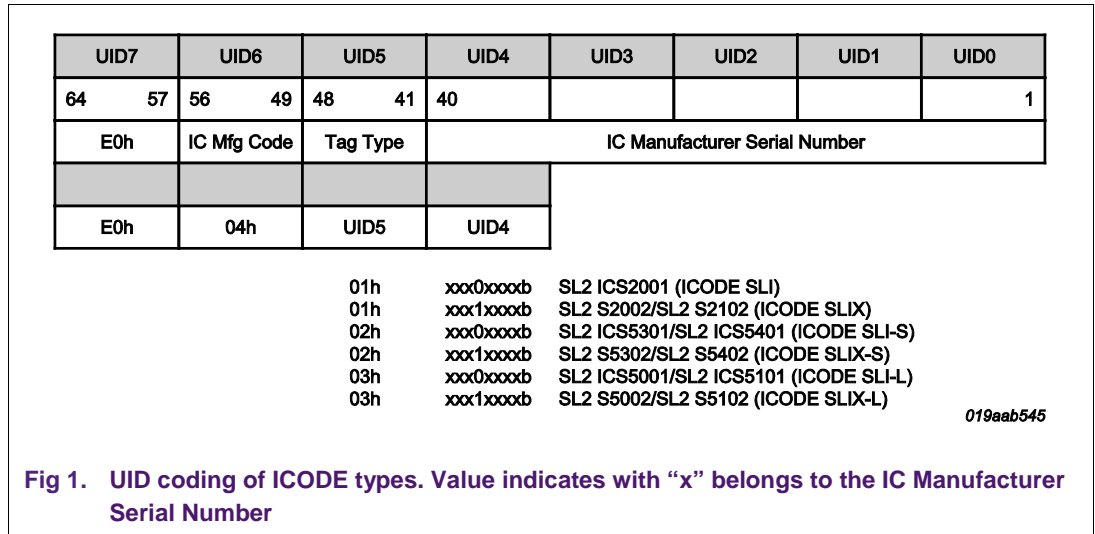 UID7 UID6 UID5 UID4 UID3 UID2 UID1 UID0
64 57 56 49 48 41 40 1
E0h IC Mfg Code Tag Type IC Manufacturer Serial Number
E0h 04h UID5 UID4
01h xxx0xxxxb SL2 ICS2001 (ICODE SLI)
01h xxx1xxxxb SL2 S2002/SL2 S2102 (ICODE SLIX)
02h xxx0xxxxb SL2 ICS5301/SL2 ICS5401 (ICODE SLI-S)
02h xxx1xxxxb SL2 S5302/SL2 S5402 (ICODE SLIX-S)
03h xxx0xxxxb SL2 ICS5001/SL2 ICS5101 (ICODE SLI-L)
03h xxx1xxxxb SL2 S5002/SL2 S5102 (ICODE SLIX-L)
019aab545
Fig 1. UID coding of ICODE types. Value indicates with “x” belongs to the IC Manufacturer
Serial Number